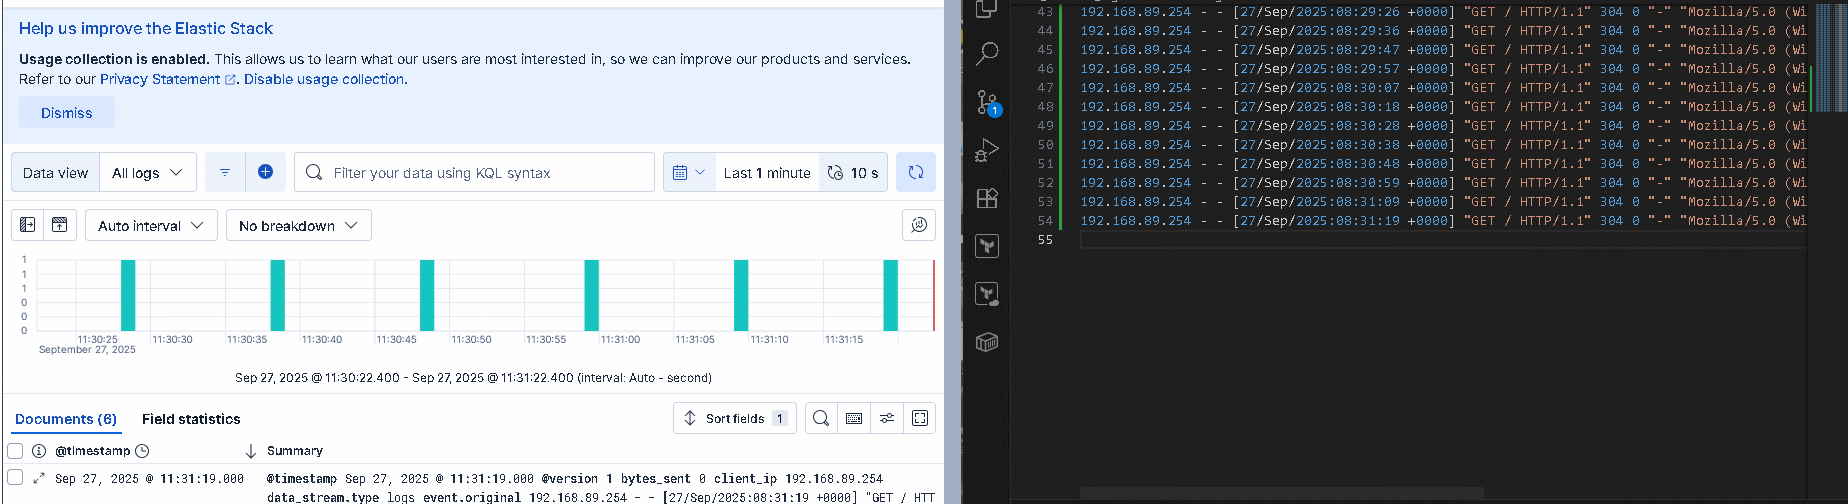 Help us improve the Elastic Stack
Usage collection is enabled. This allows us to learn what our users are most interested in, so we can improve our products and services.
Refer to our Privacy Statement. Disable usage collection.
Dismiss
Data view All logs Filter your data using KQL syntax Last 1 minute 10 s
Auto interval No breakdown
1
1
1
0
0
0
11:30:25 11:30:30 11:30:35 11:30:40 11:30:45 11:30:50 11:30:55 11:31:00 11:31:05 11:31:10 11:31:15
September 27, 2025
Sep 27, 2025 @ 11:30:22.400 - Sep 27, 2025 @ 11:31:22.400 (interval: Auto - second)
Documents (6) Field statistics Sort fields 1
@timestamp Summary
Sep 27, 2025 @ 11:31:19.000 @timestamp Sep 27, 2025 @ 11:31:19.000 @version 1 bytes_sent 0 client_ip 192.168.89.254
data_stream.type logs event.original 192.168.89.254 - - [27/Sep/2025:08:31:19 +0000] "GET / HTT
1
43 192.168.89.254 - - [27/Sep/2025:08:29:26 +0000] "GET / HTTP/1.1" 304 0 "-" "Mozilla/5.0 (Wi
44 192.168.89.254 - - [27/Sep/2025:08:29:36 +0000] "GET / HTTP/1.1" 304 0 "-" "Mozilla/5.0 (Wi
45 192.168.89.254 - - [27/Sep/2025:08:29:47 +0000] "GET / HTTP/1.1" 304 0 "-" "Mozilla/5.0 (Wi
46 192.168.89.254 - - [27/Sep/2025:08:29:57 +0000] "GET / HTTP/1.1" 304 0 "-" "Mozilla/5.0 (Wi
47 192.168.89.254 - - [27/Sep/2025:08:30:07 +0000] "GET / HTTP/1.1" 304 0 "-" "Mozilla/5.0 (Wi
48 192.168.89.254 - - [27/Sep/2025:08:30:18 +0000] "GET / HTTP/1.1" 304 0 "-" "Mozilla/5.0 (Wi
49 192.168.89.254 - - [27/Sep/2025:08:30:28 +0000] "GET / HTTP/1.1" 304 0 "-" "Mozilla/5.0 (Wi
50 192.168.89.254 - - [27/Sep/2025:08:30:38 +0000] "GET / HTTP/1.1" 304 0 "-" "Mozilla/5.0 (Wi
51 192.168.89.254 - - [27/Sep/2025:08:30:48 +0000] "GET / HTTP/1.1" 304 0 "-" "Mozilla/5.0 (Wi
52 192.168.89.254 - - [27/Sep/2025:08:30:59 +0000] "GET / HTTP/1.1" 304 0 "-" "Mozilla/5.0 (Wi
53 192.168.89.254 - - [27/Sep/2025:08:31:09 +0000] "GET / HTTP/1.1" 304 0 "-" "Mozilla/5.0 (Wi
54 192.168.89.254 - - [27/Sep/2025:08:31:19 +0000] "GET / HTTP/1.1" 304 0 "-" "Mozilla/5.0 (Wi
55